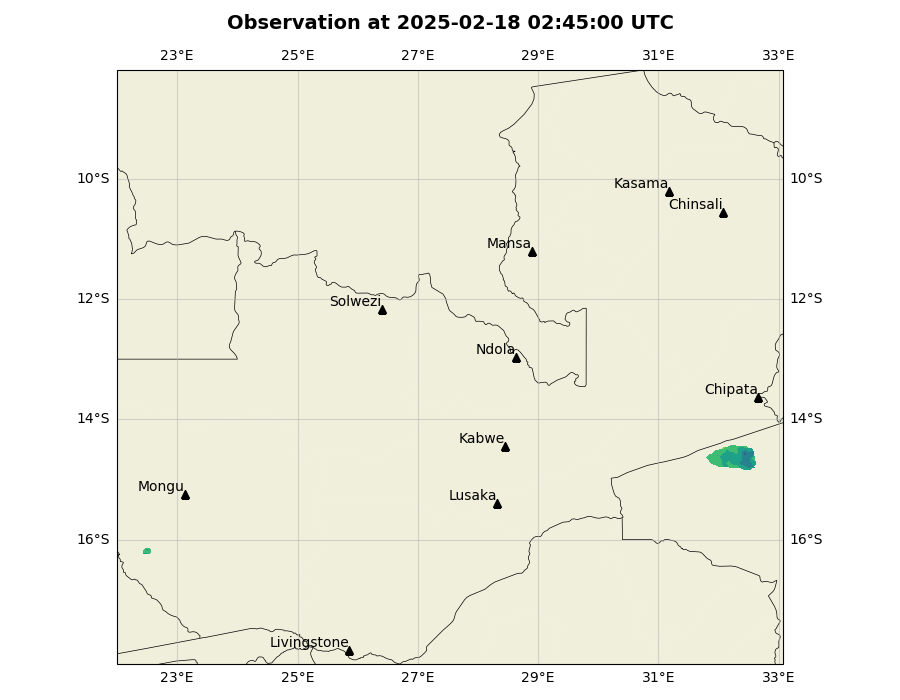 Observation at 2025-02-18 02:45:00 UTC
23°E 25°E 27°E 29°E 31°E 33°E
10°S 10°S
Kasama
Chinsali
Mansa
12°S 12°S
Solwezi
Ndola
Chipata
14°S 14°S
Kabwe
Mongu
Lusaka
16°S 16°S
Livingstone
23°E 25°E 27°E 29°E 31°E 33°E